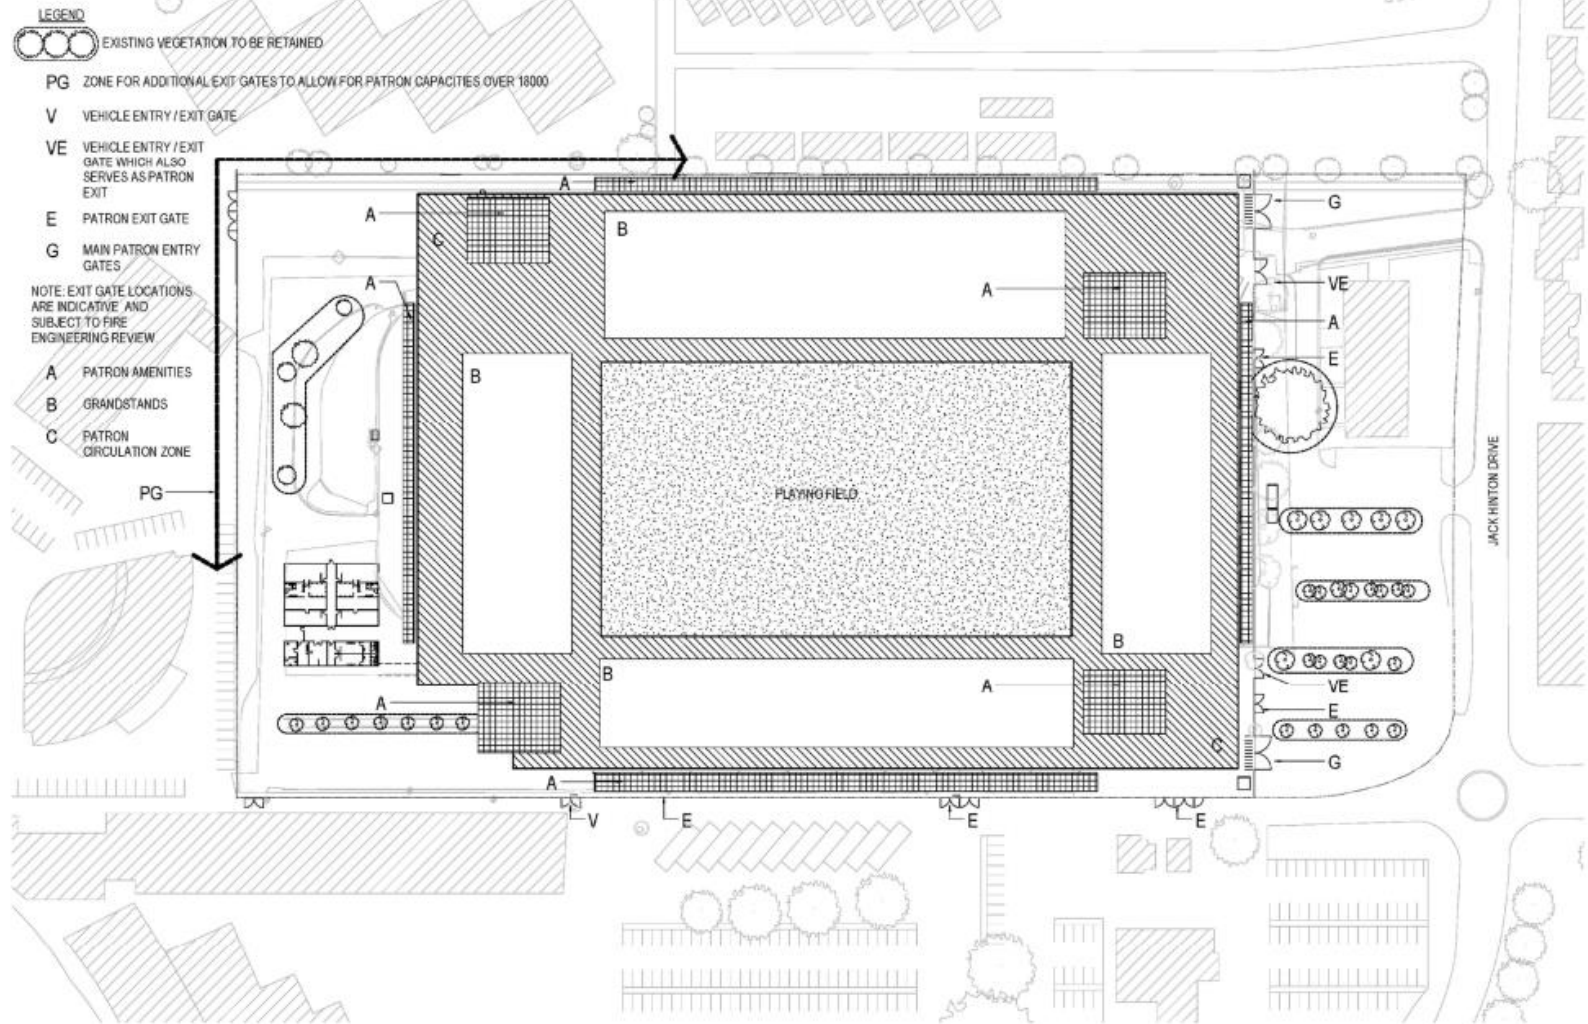 LEGEND
EXISTING VEGETATION TO BE RETAINED
PG ZONE FOR ADDITIONAL EXIT GATES TO ALLOW FOR PATRON CAPACITIES OVER 18000
V VEHICLE ENTRY / EXIT GATE
VE VEHICLE ENTRY / EXIT
GATE WHICH ALSO
SERVES AS PATRON
EXIT
E PATRON EXIT GATE
G MAIN PATRON ENTRY
GATES
NOTE: EXIT GATE LOCATIONS
ARE INDICATIVE AND
SUBJECT TO FIRE
ENGINEERING REVIEW
A PATRON AMENITIES
B GRANDSTANDS
C PATRON
CIRCULATION ZONE
PG
A
A
C
B
G
A
A
VE
A
E
B
PLAYING FIELD
JACK HINTON DRIVE
B
B
A
A
VE
E
C
G
A
V
E
E
E